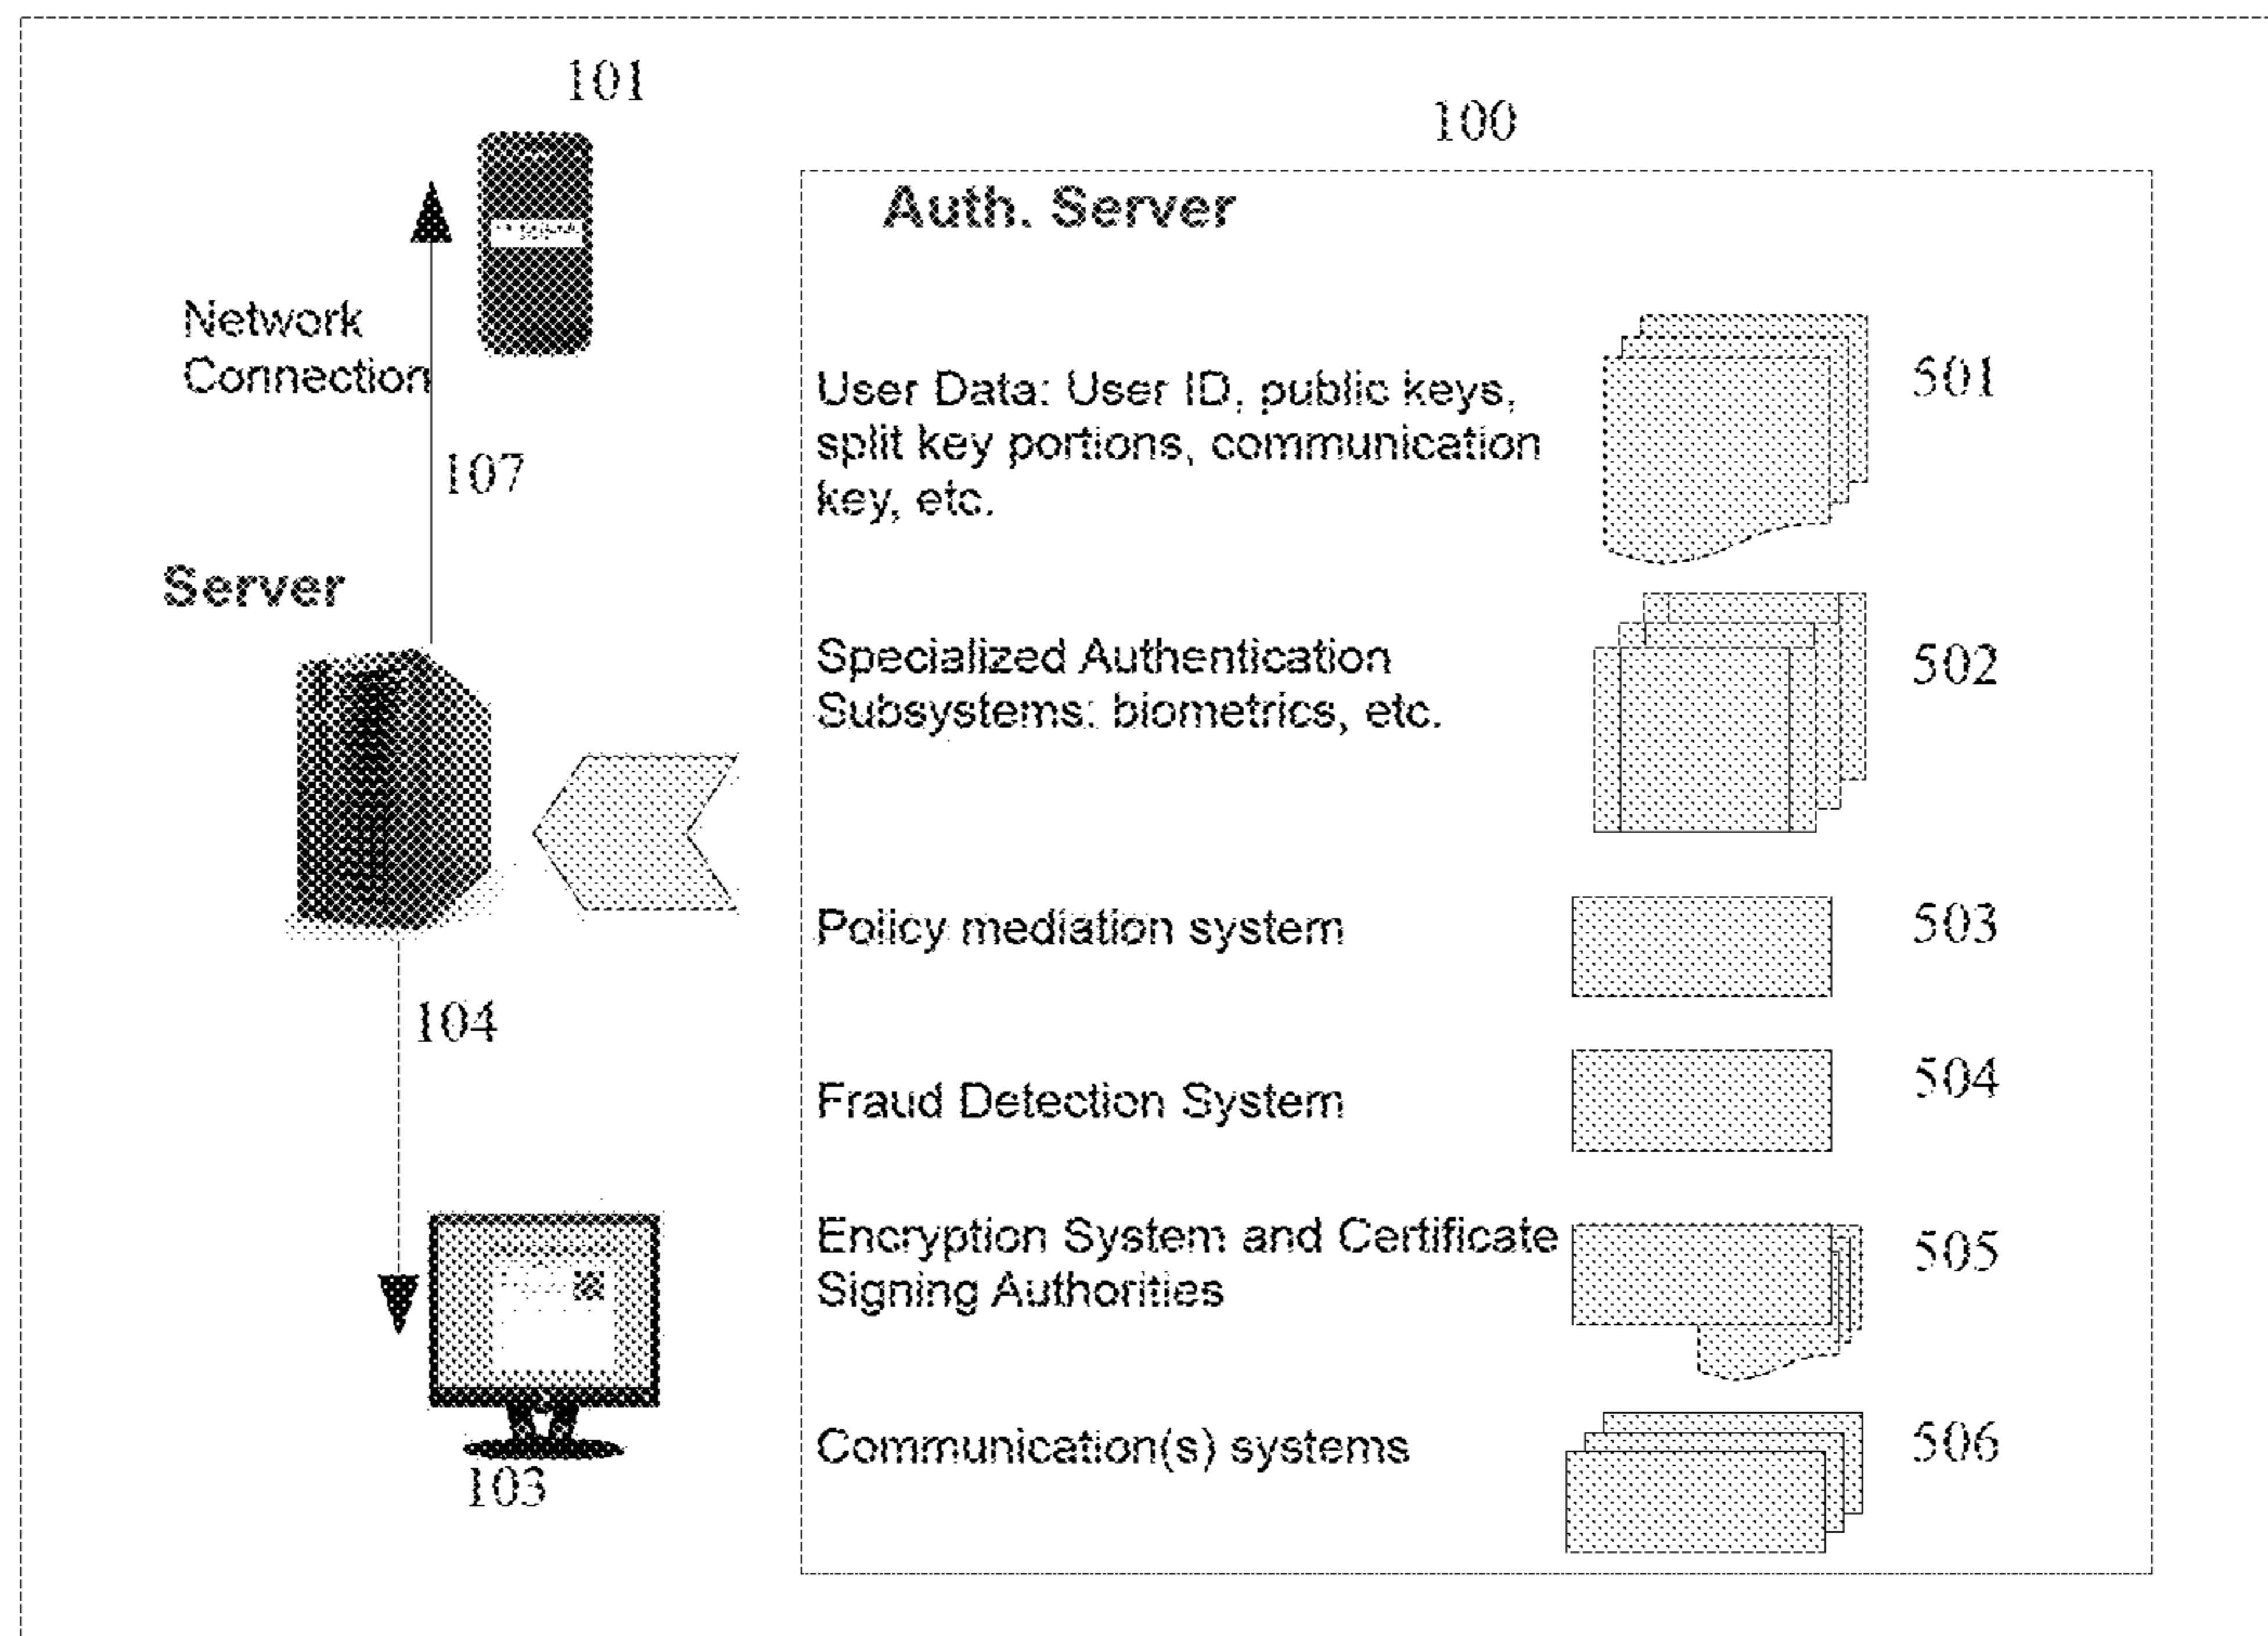 101
100
Auth. Server
Network
Connection
107
User Data: User ID, public keys,
split key portions, communication
key, etc.
501
Server
Specialized Authentication
Subsystems: biometrics, etc.
502
Policy mediation system
503
104
Fraud Detection System
504
Encryption System and Certificate
Signing Authorities
505
Communication(s) systems
506
103